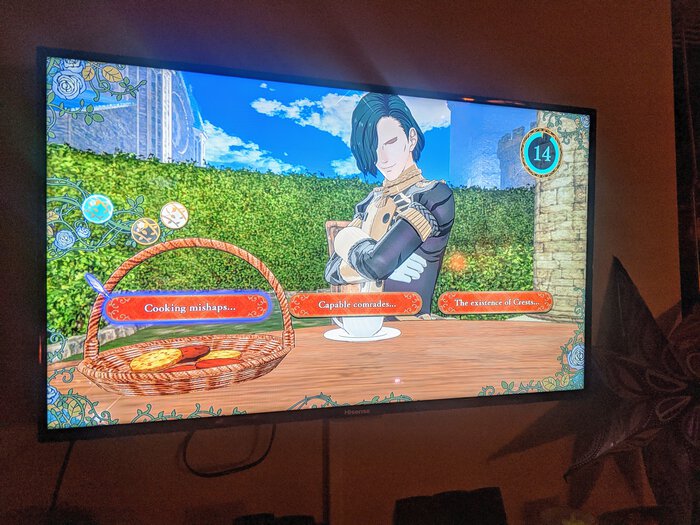 14
Cooking mishaps...
Capable comrades...
The existence of Crests...
Hisense